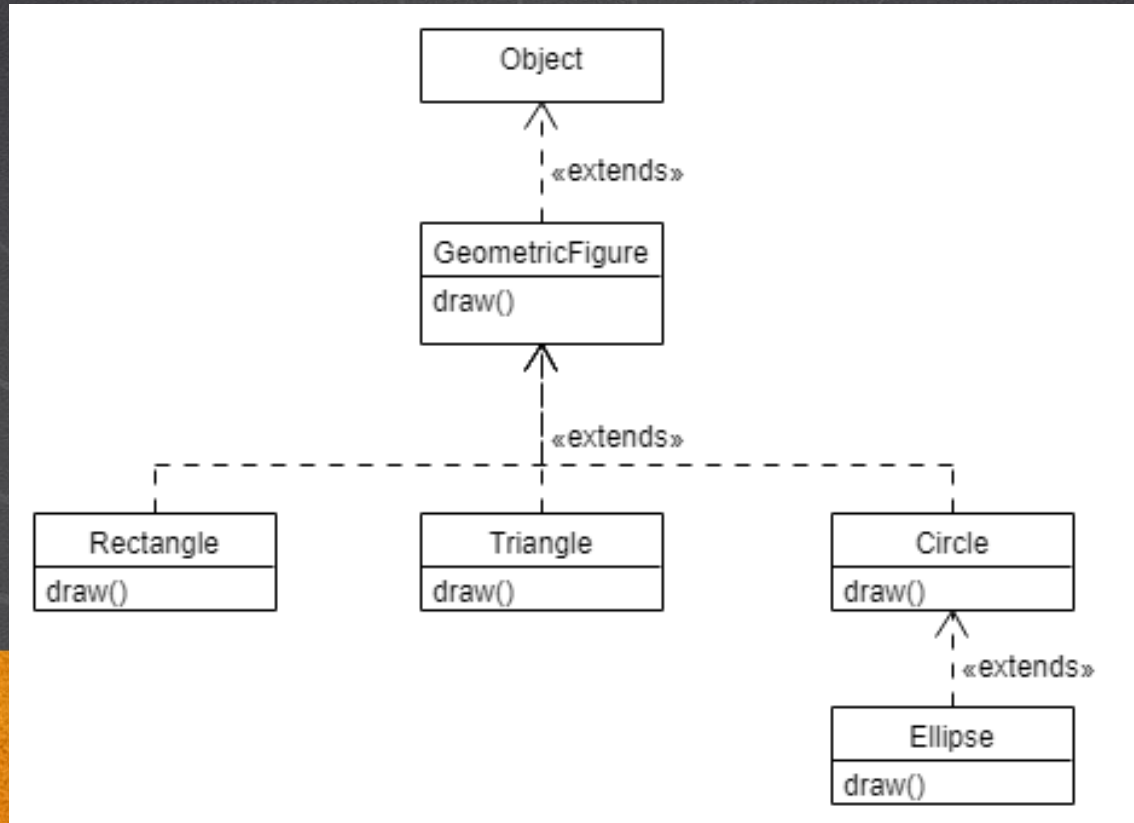 Object
«extends»
GeometricFigure
draw()
«extends»
Rectangle
draw()
Triangle
draw()
Circle
draw()
«extends»
Ellipse
draw()